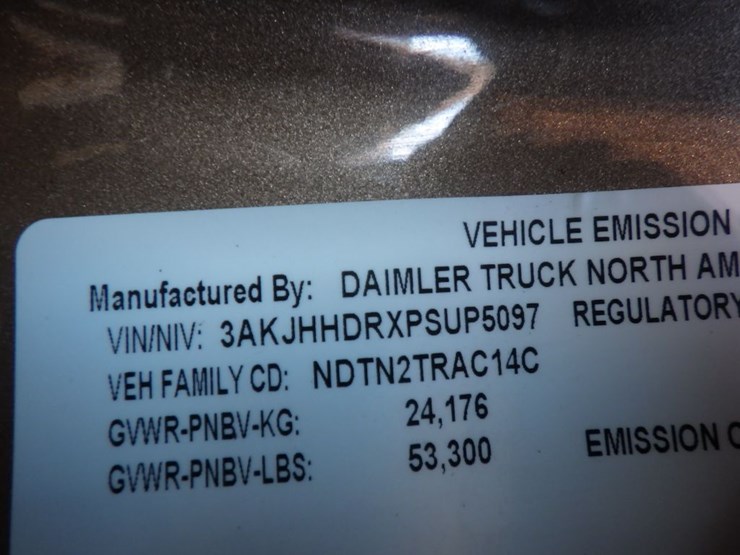 VEHICLE EMISSION
Manufactured By: DAIMLER TRUCK NORTH AM
VIN/NIV: 3AKJHHDRXPSUP5097 REGULATORY
VEH FAMILY CD: NDTN2TRAC14C
GVWR-PNBV-KG: 24,176
GVWR-PNBV-LBS: 53,300 EMISSION C